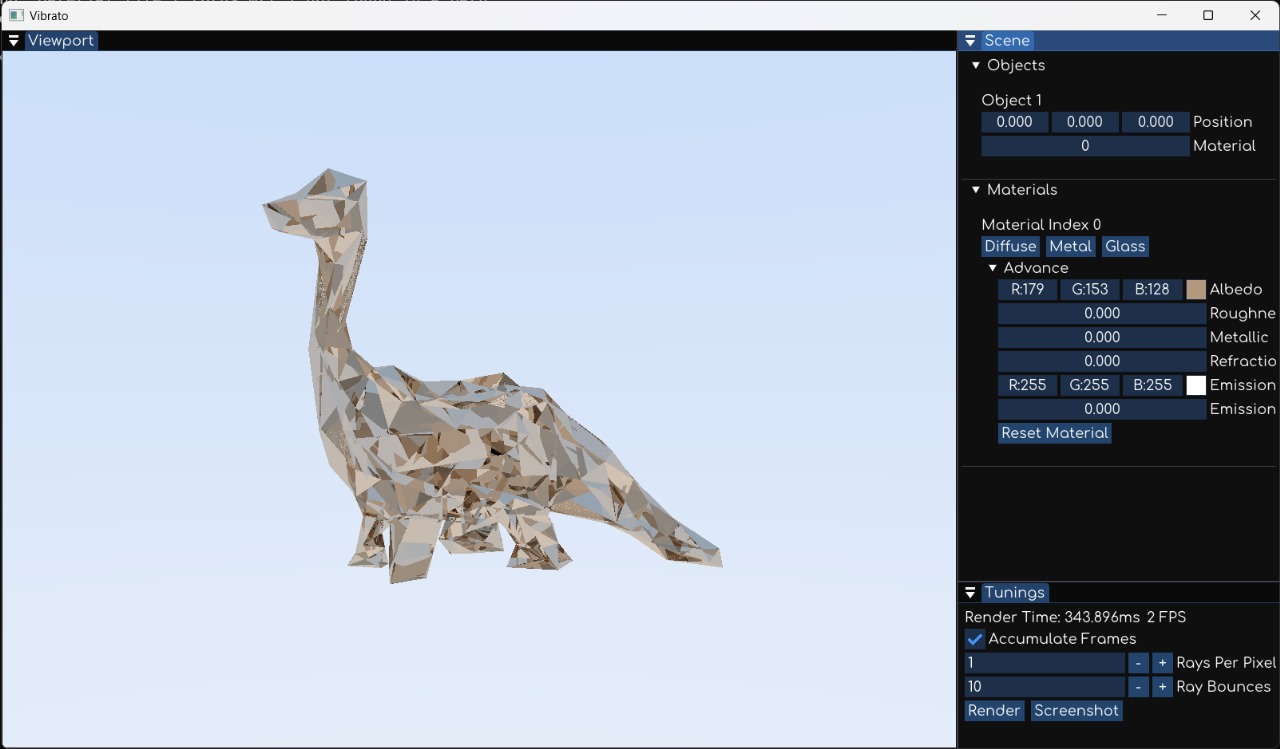 Vibrato
Viewport
Scene
Objects
Object 1
0.000 0.000 0.000 Position
0 Material
Materials
Material Index 0
Diffuse Metal Glass
Advance
R:179 G:153 B:128 Albedo
0.000 Roughne
0.000 Metallic
0.000 Refractio
R:255 G:255 B:255 Emission
0.000 Emission
Reset Material
Tunings
Render Time: 343.896ms 2 FPS
Accumulate Frames
1 - + Rays Per Pixel
10 - + Ray Bounces
Render Screenshot